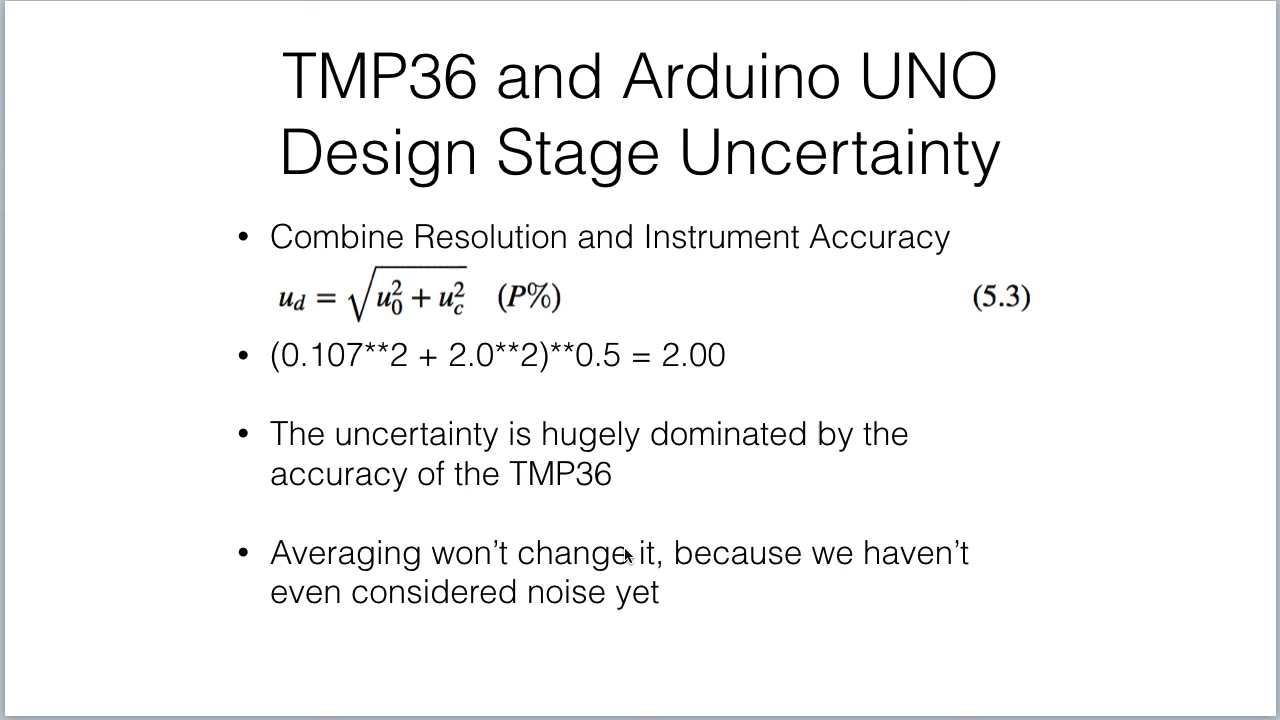 TMP36 and Arduino UNO
Design Stage Uncertainty
• Combine Resolution and Instrument Accuracy
u_d = √(u_0^2 + u_c^2) (P%) (5.3)
• (0.107**2 + 2.0**2)**0.5 = 2.00
• The uncertainty is hugely dominated by the
accuracy of the TMP36
• Averaging won’t change it, because we haven’t
even considered noise yet